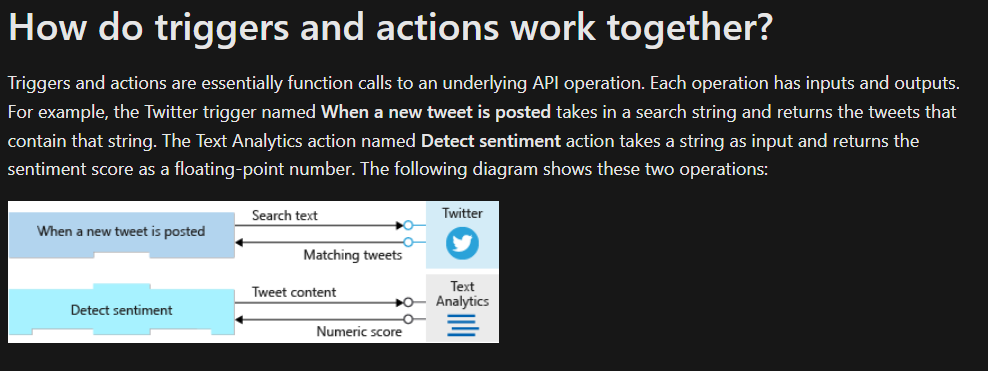 How do triggers and actions work together?
Triggers and actions are essentially function calls to an underlying API operation. Each operation has inputs and outputs.
For example, the Twitter trigger named When a new tweet is posted takes in a search string and returns the tweets that
contain that string. The Text Analytics action named Detect sentiment action takes a string as input and returns the
sentiment score as a floating-point number. The following diagram shows these two operations:
When a new tweet is posted
Search text
Matching tweets
Twitter
Detect sentiment
Tweet content
Numeric score
Text
Analytics